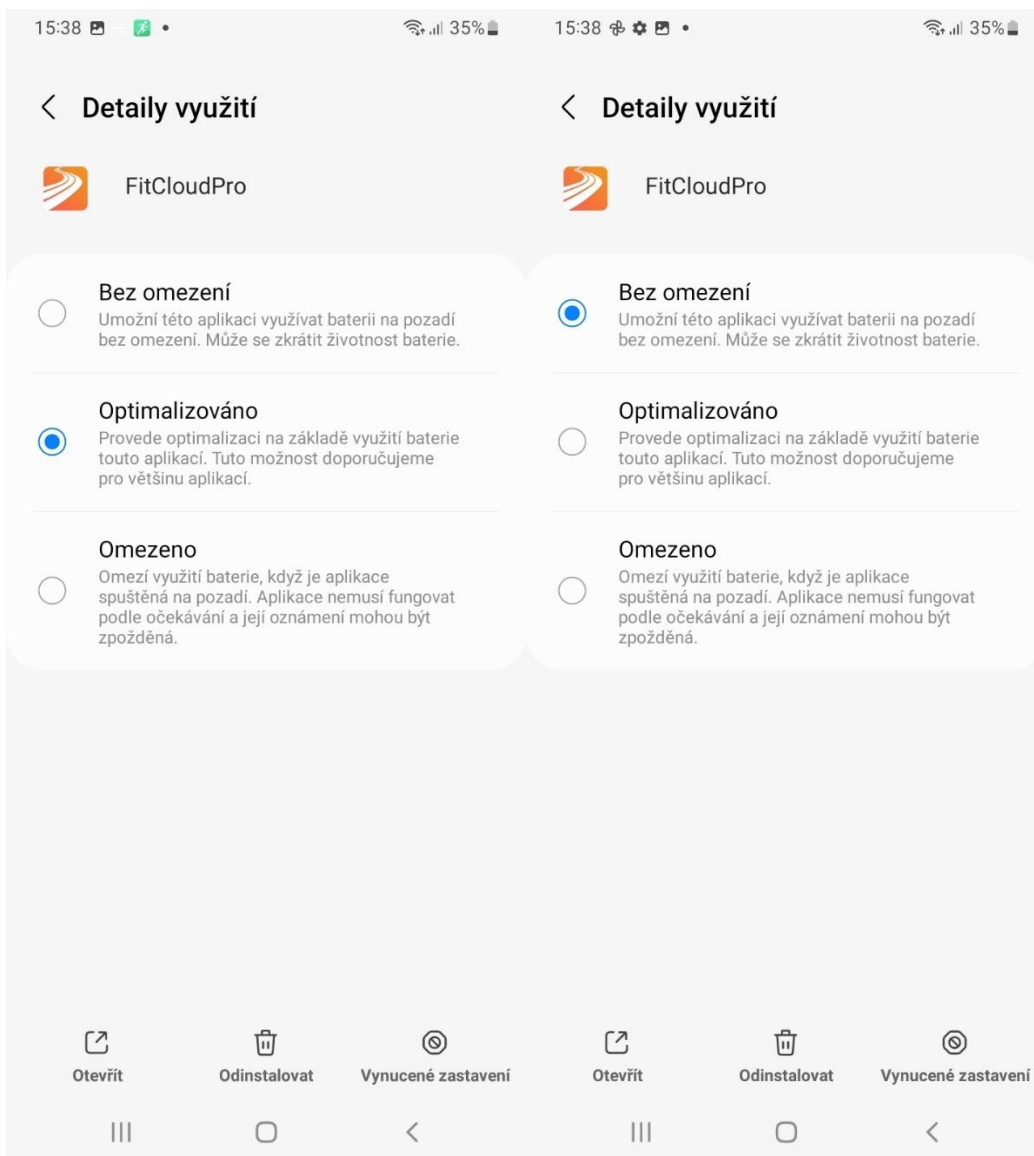 15:38
35%
Detaily využití
FitCloudPro
Bez omezení
Umožní této aplikaci využívat baterii na pozadí
bez omezení. Může se zkrátit životnost baterie.
Optimalizováno
Provede optimalizaci na základě využití baterie
touto aplikací. Tuto možnost doporučujeme
pro většinu aplikací.
Omezeno
Omezí využití baterie, když je aplikace
spuštěná na pozadí. Aplikace nemusí fungovat
podle očekávání a její oznámení mohou být
zpožděná.
Otevřít
Odinstalovat
Vynucené zastavení
15:38
35%
Detaily využití
FitCloudPro
Bez omezení
Umožní této aplikaci využívat baterii na pozadí
bez omezení. Může se zkrátit životnost baterie.
Optimalizováno
Provede optimalizaci na základě využití baterie
touto aplikací. Tuto možnost doporučujeme
pro většinu aplikací.
Omezeno
Omezí využití baterie, když je aplikace
spuštěná na pozadí. Aplikace nemusí fungovat
podle očekávání a její oznámení mohou být
zpožděná.
Otevřít
Odinstalovat
Vynucené zastavení